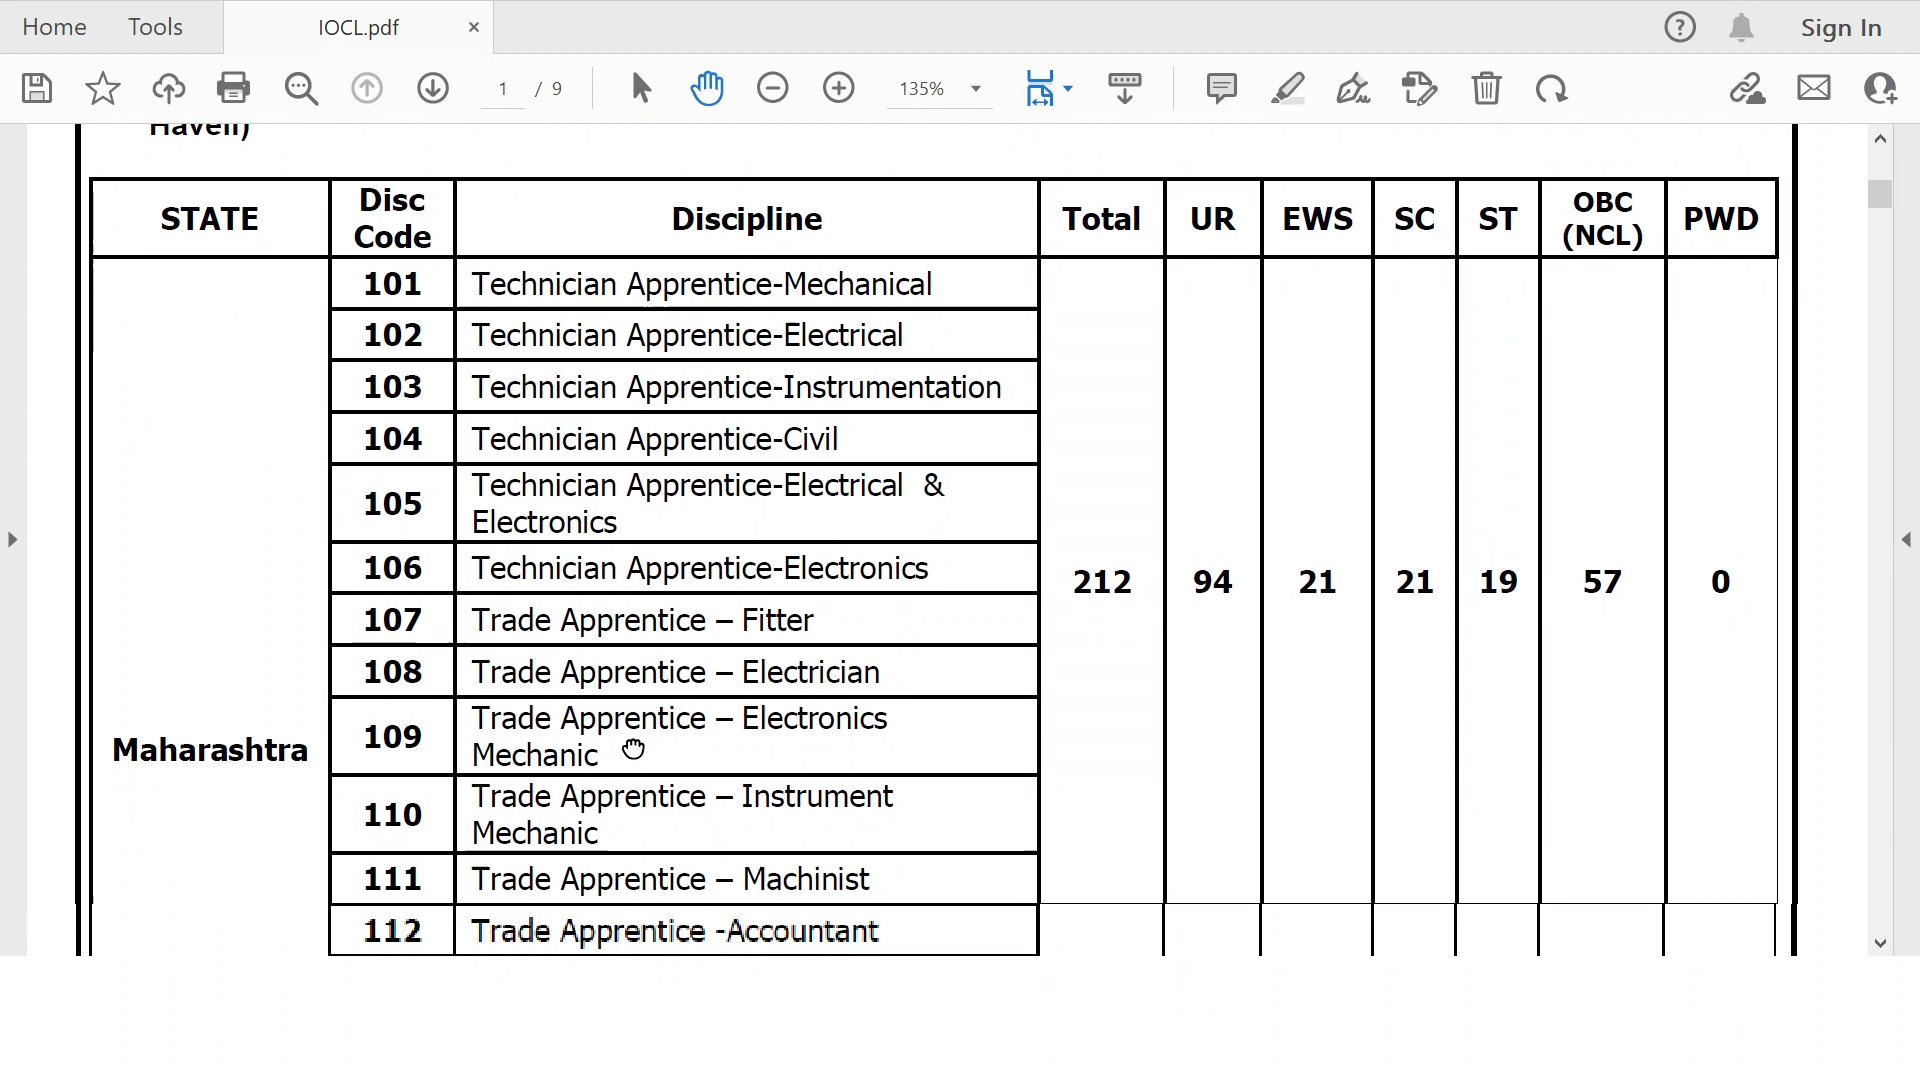 Home Tools IOCL.pdf × ? Sign In
1 / 9 135%
Haveli)
STATE Disc Code Discipline Total UR EWS SC ST OBC (NCL) PWD
101 Technician Apprentice-Mechanical
102 Technician Apprentice-Electrical
103 Technician Apprentice-Instrumentation
104 Technician Apprentice-Civil
105 Technician Apprentice-Electrical &
Electronics
106 Technician Apprentice-Electronics
212 94 21 21 19 57 0
107 Trade Apprentice – Fitter
108 Trade Apprentice – Electrician
109 Trade Apprentice – Electronics
Mechanic
Maharashtra
110 Trade Apprentice – Instrument
Mechanic
111 Trade Apprentice – Machinist
112 Trade Apprentice -Accountant